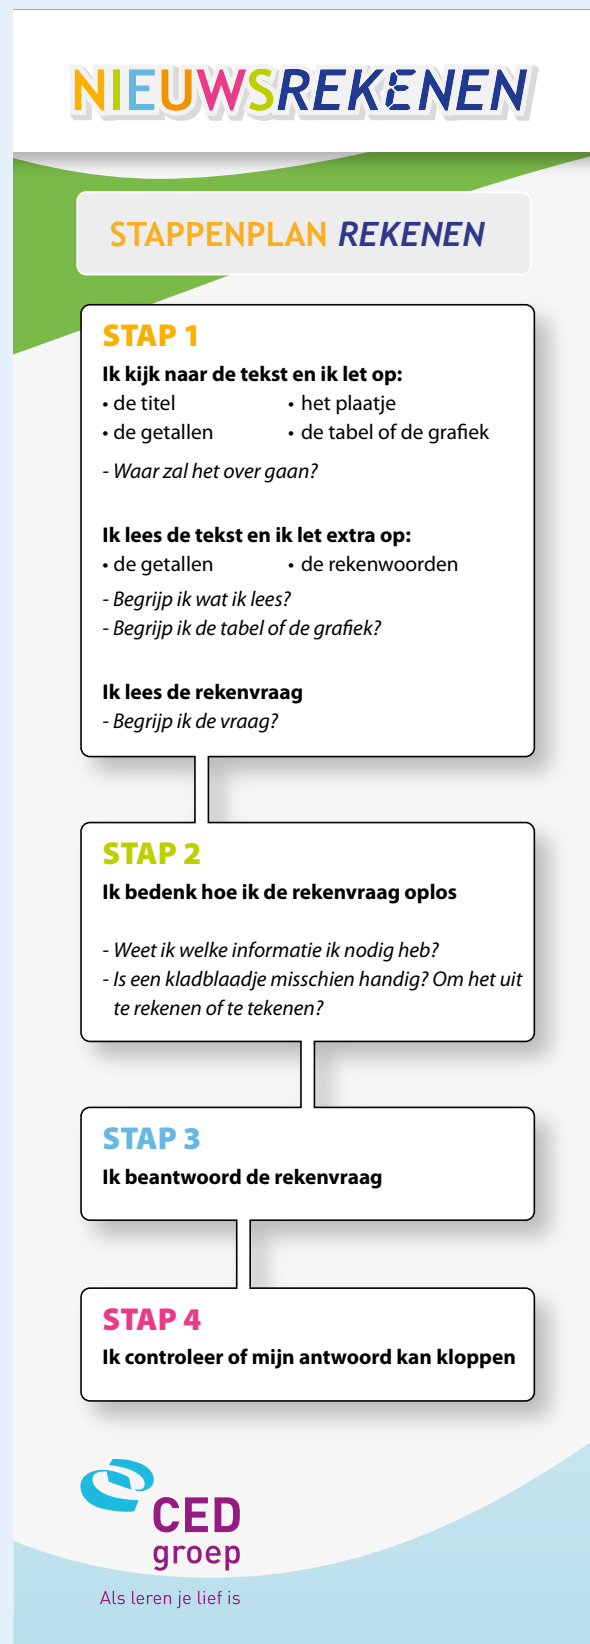 NIEUWSREKENEN
STAPPENPLAN REKENEN
STAP 1
Ik kijk naar de tekst en ik let op:
• de titel • het plaatje
• de getallen • de tabel of de grafiek
- Waar zal het over gaan?
Ik lees de tekst en ik let extra op:
• de getallen • de rekenwoorden
- Begrijp ik wat ik lees?
- Begrijp ik de tabel of de grafiek?
Ik lees de rekenvraag
- Begrijp ik de vraag?
STAP 2
Ik bedenk hoe ik de rekenvraag oplos
- Weet ik welke informatie ik nodig heb?
- Is een kladblaadje misschien handig? Om het uit
te rekenen of te tekenen?
STAP 3
Ik beantwoord de rekenvraag
STAP 4
Ik controleer of mijn antwoord kan kloppen
CED
groep
Als leren je lief is